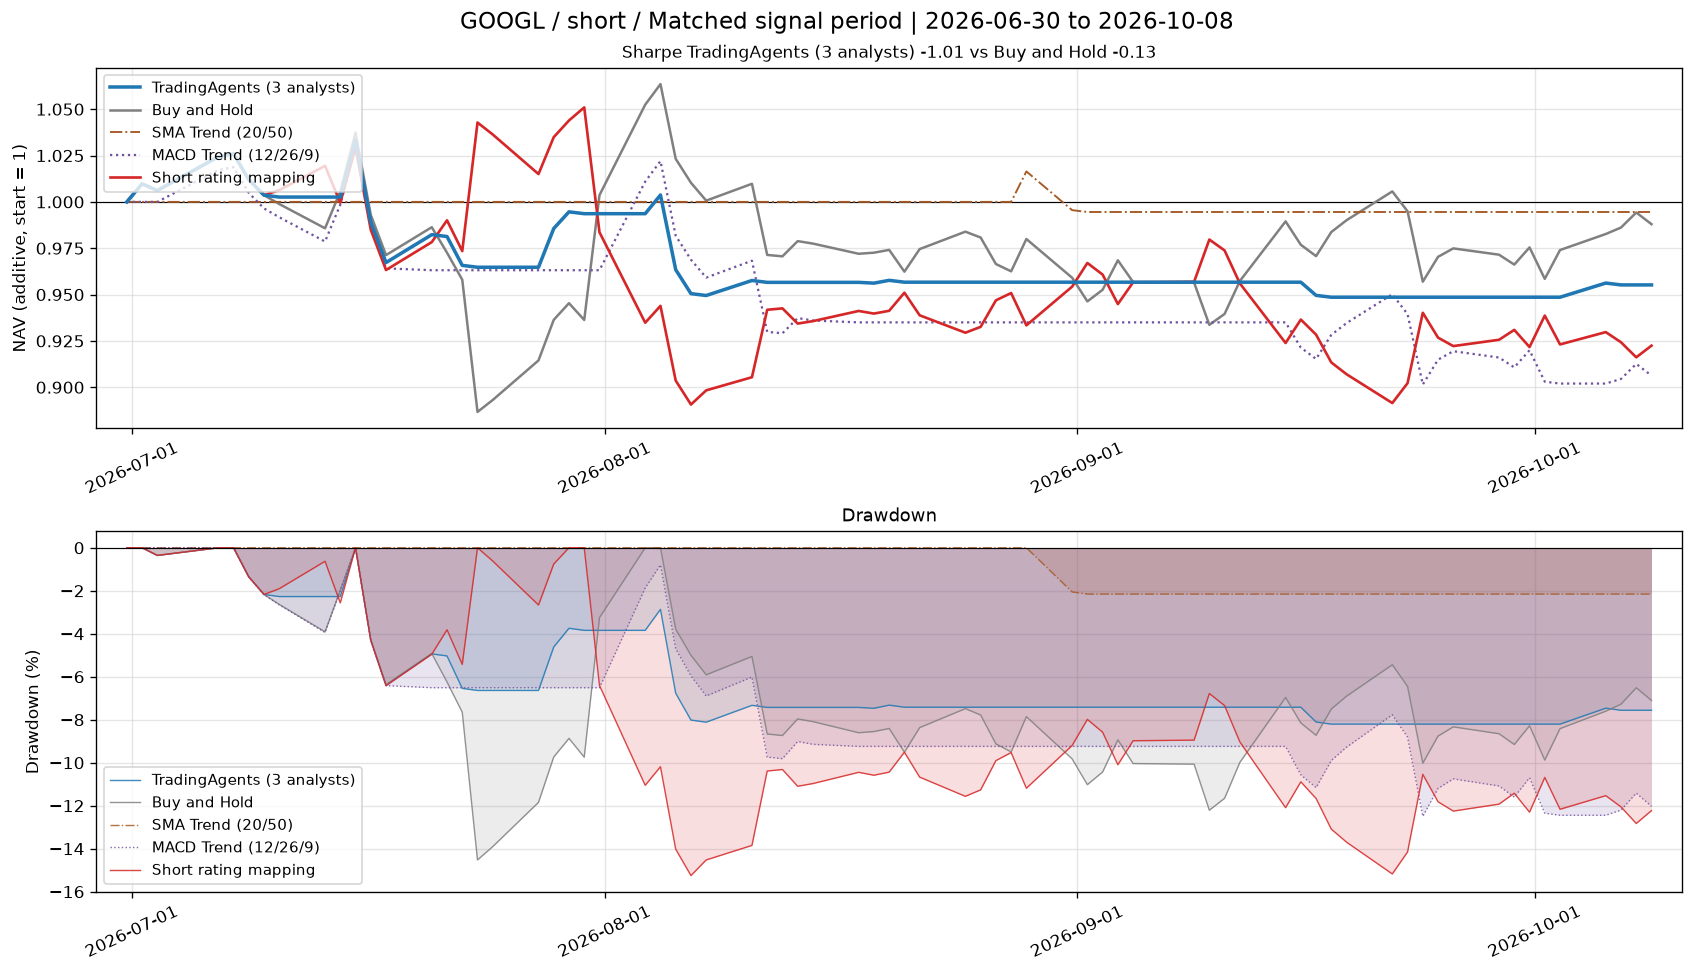 GOOGL / short / Matched signal period | 2026-06-30 to 2026-10-08
Sharpe TradingAgents (3 analysts) -1.01 vs Buy and Hold -0.13
NAV (additive, start = 1)
1.050
1.025
1.000
0.975
0.950
0.925
0.900
TradingAgents (3 analysts)
Buy and Hold
SMA Trend (20/50)
MACD Trend (12/26/9)
Short rating mapping
2026-07-01
2026-08-01
2026-09-01
2026-10-01
Drawdown
Drawdown (%)
0
−2
−4
−6
−8
−10
−12
−14
−16
TradingAgents (3 analysts)
Buy and Hold
SMA Trend (20/50)
MACD Trend (12/26/9)
Short rating mapping
2026-07-01
2026-08-01
2026-09-01
2026-10-01